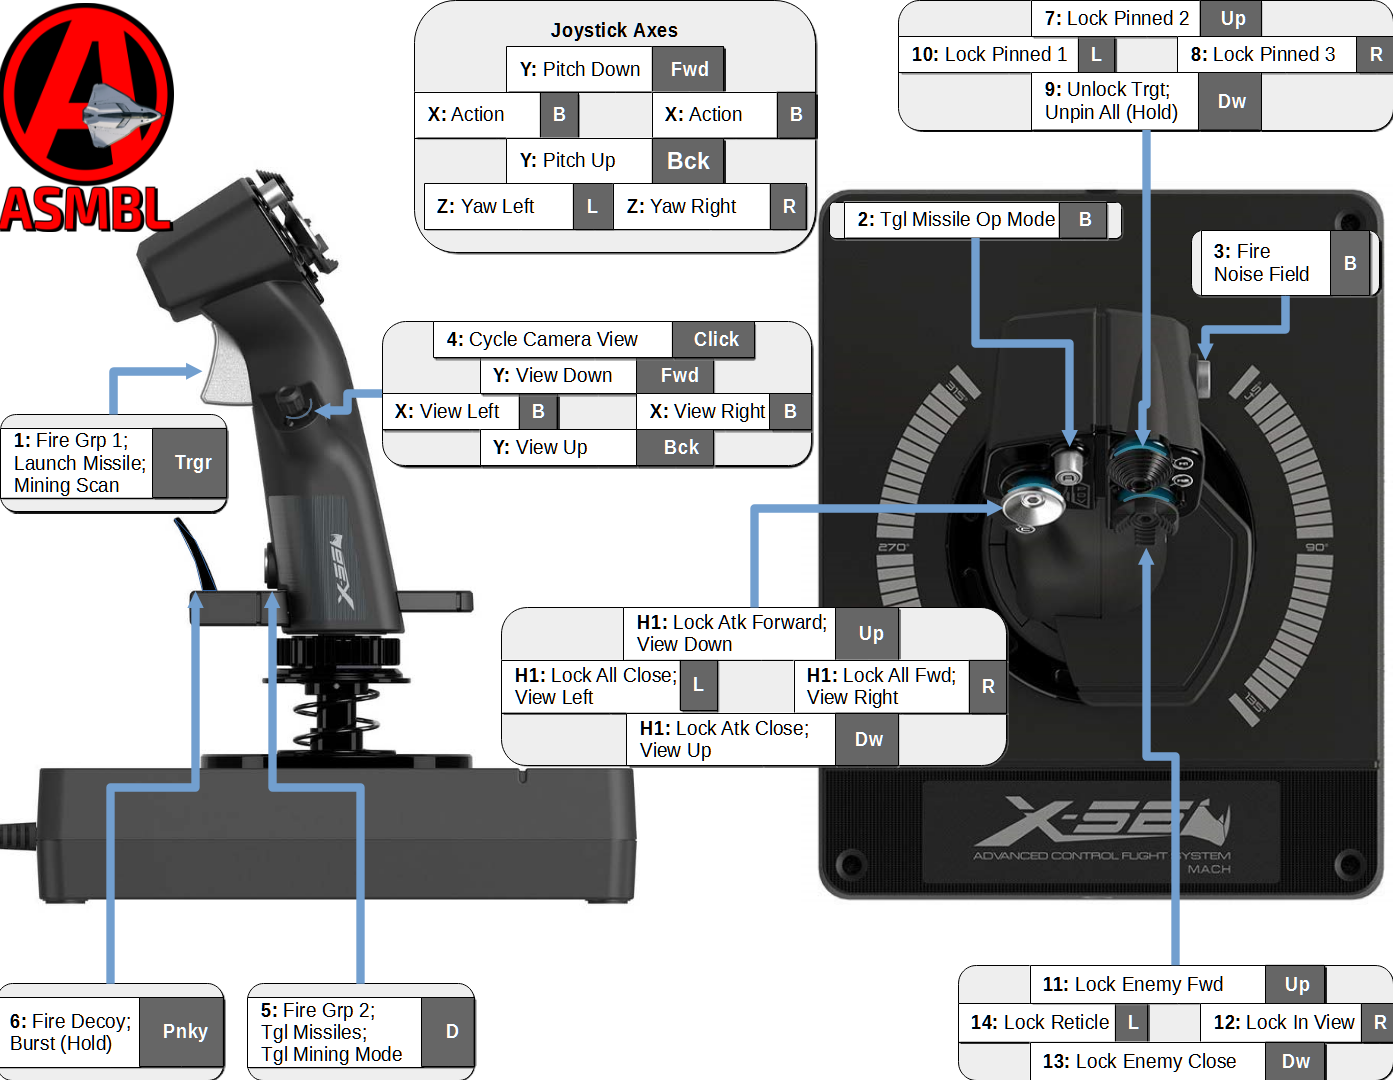 ASMBL
Joystick Axes
Y: Pitch Down Fwd
X: Action B X: Action B
Y: Pitch Up Bck
Z: Yaw Left L Z: Yaw Right R
7: Lock Pinned 2 Up
10: Lock Pinned 1 L 8: Lock Pinned 3 R
9: Unlock Trgt;
Unpin All (Hold) Dw
2: Tgl Missile Op Mode B
3: Fire
Noise Field B
4: Cycle Camera View Click
Y: View Down Fwd
X: View Left B X: View Right B
Y: View Up Bck
1: Fire Grp 1;
Launch Missile;
Mining Scan
Trgr
315°
45°
270°
90°
135°
X-56
H1: Lock Atk Forward;
View Down
Up
H1: Lock All Close;
View Left
L
H1: Lock All Fwd;
View Right
R
H1: Lock Atk Close;
View Up
Dw
X-56
ADVANCED CONTROL FLIGHT SYSTEM
MACH
6: Fire Decoy;
Burst (Hold)
Pnky
5: Fire Grp 2;
Tgl Missiles;
Tgl Mining Mode
D
11: Lock Enemy Fwd Up
14: Lock Reticle L 12: Lock In View R
13: Lock Enemy Close Dw